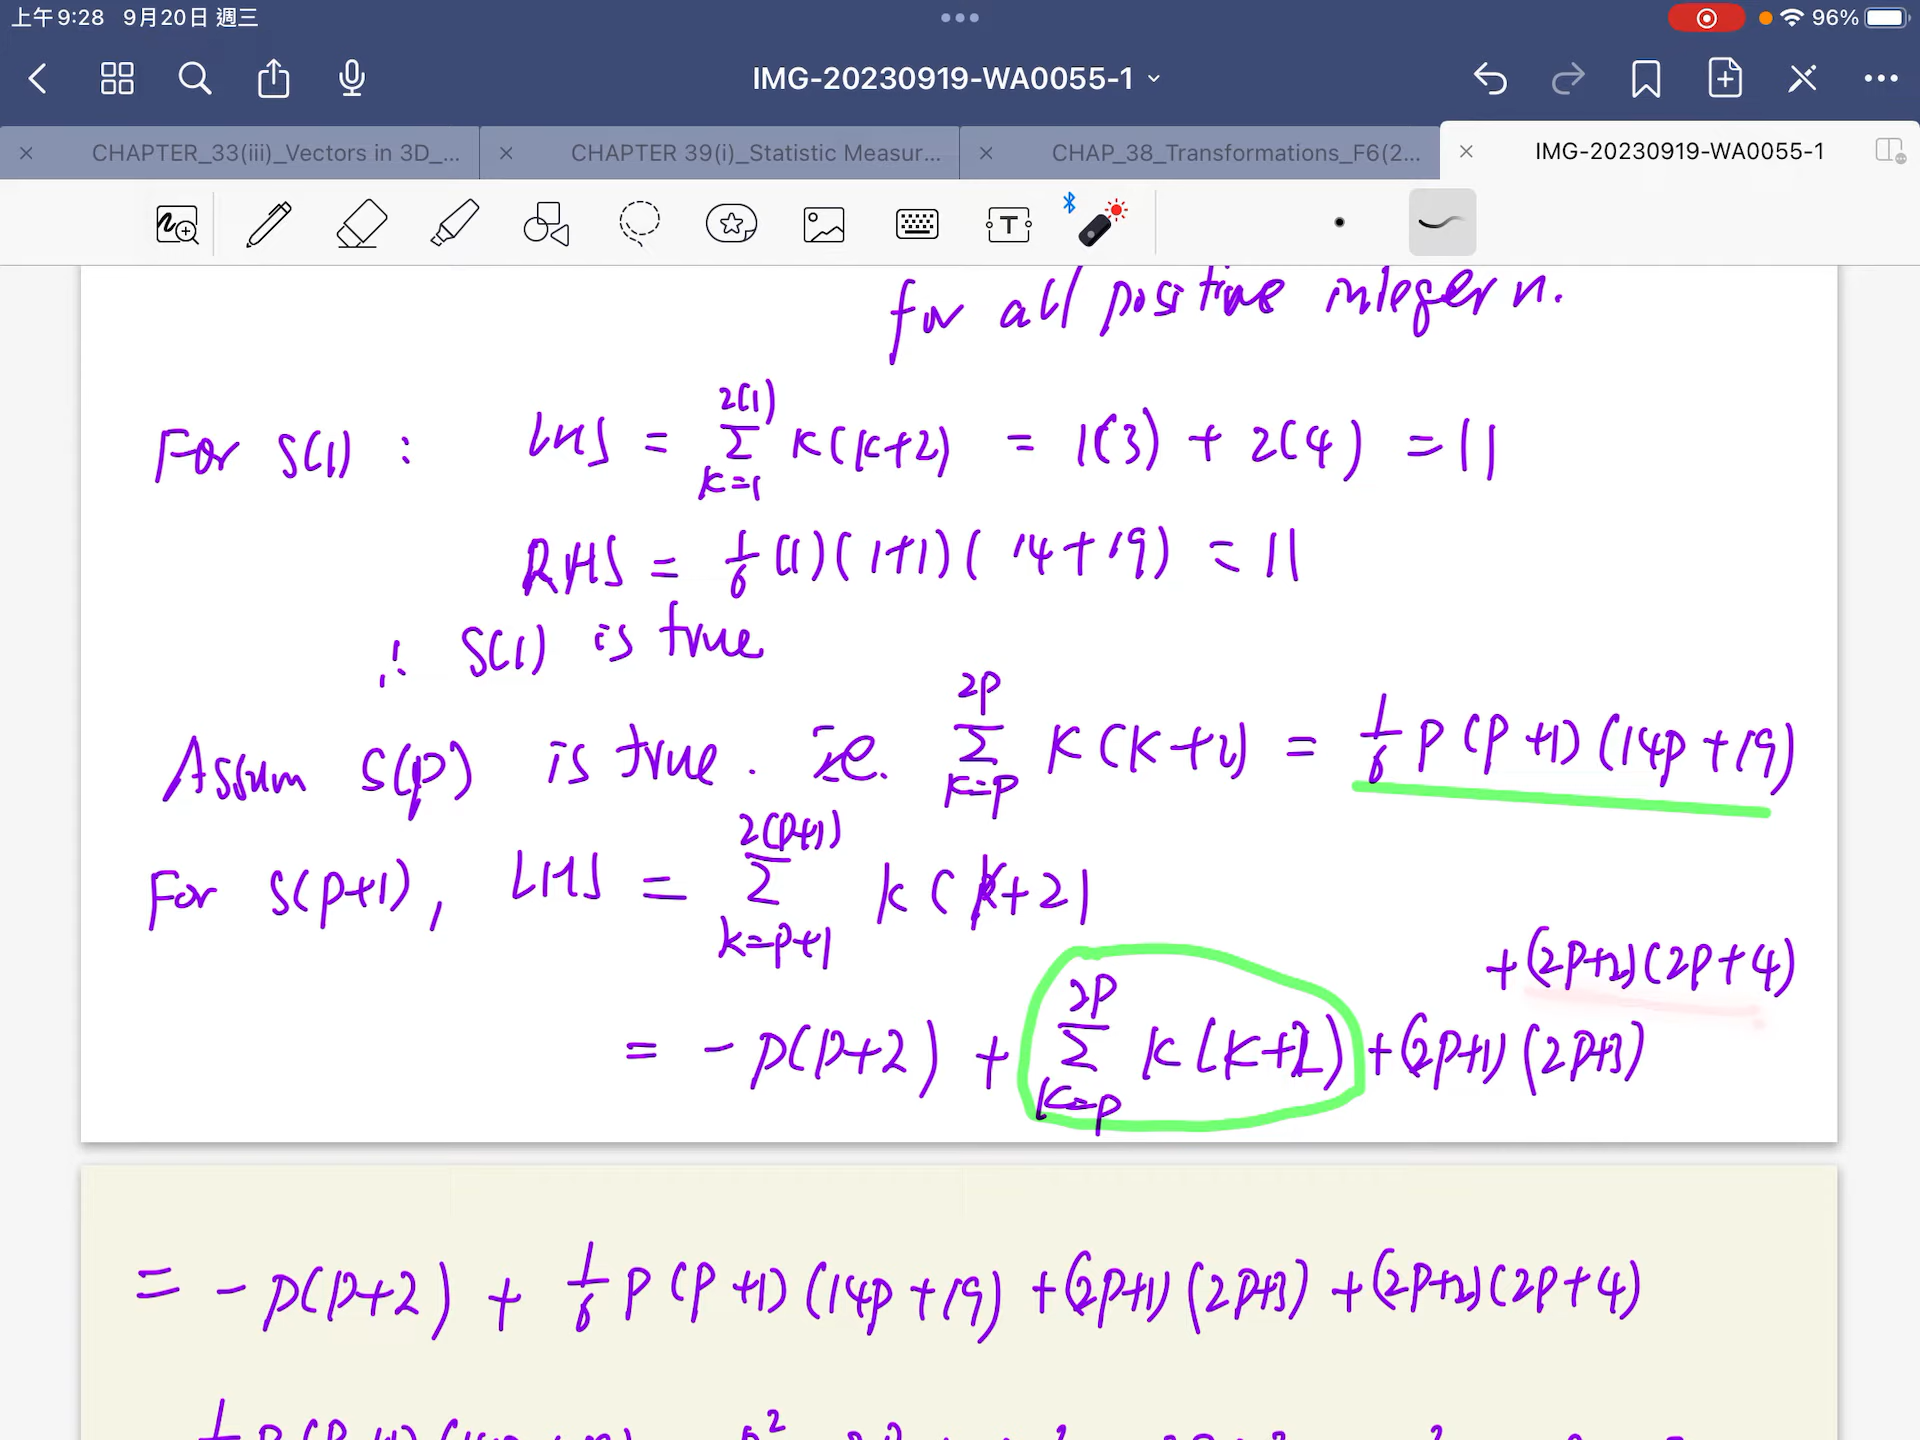 上午9:28 9月20日 週三
96%
IMG-20230919-WA0055-1
CHAPTER_33(iii)_Vectors in 3D_...
CHAPTER 39(i)_Statistic Measur...
CHAP_38_Transformations_F6(2...
IMG-20230919-WA0055-1
for all positive integer n.
For S(1) : LHS = Σ_{k=1}^{2(1)} k(k+2) = 1(3) + 2(4) = 11
RHS = 1/6 (1)(1+1)(14+19) = 11
∴ S(1) is true
Assum S(p) is true. i.e. Σ_{k=p}^{2p} k(k+2) = 1/6 p(p+1)(14p+19)
For S(p+1), LHS = Σ_{k=p+1}^{2(p+1)} k(k+2)
+(2p+2)(2p+4)
= -p(p+2) + Σ_{k=p}^{2p} k(k+2) +(2p+1)(2p+3)
= -p(p+2) + 1/6 p(p+1)(14p+19) +(2p+1)(2p+3) +(2p+2)(2p+4)